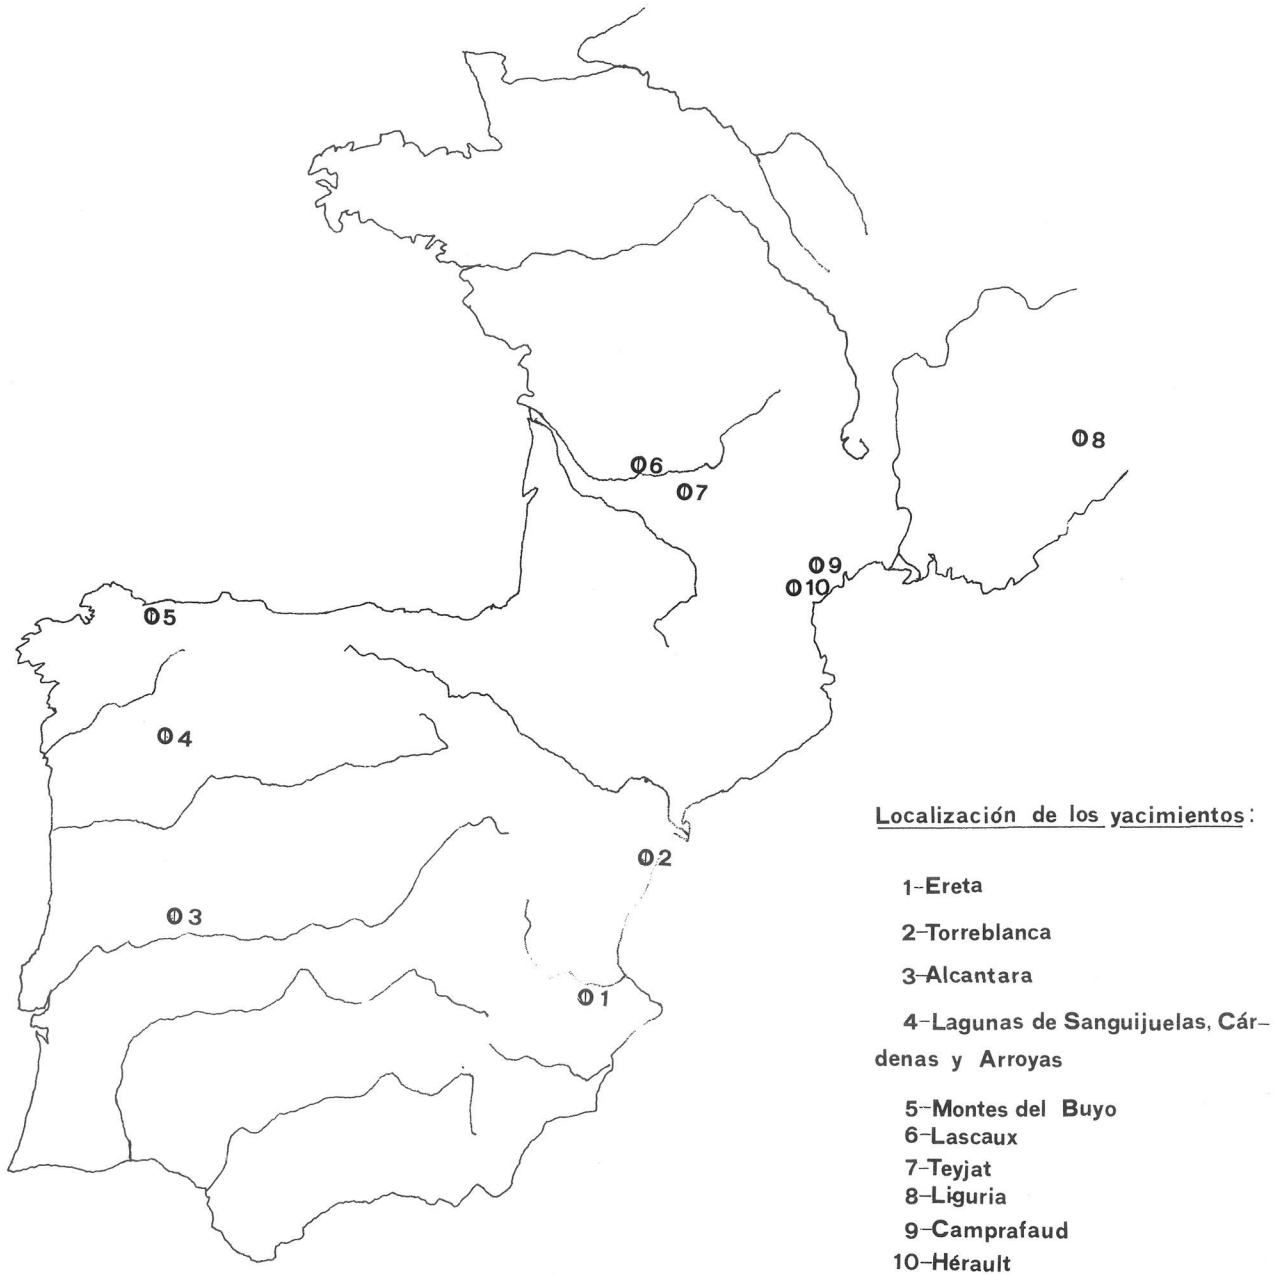 6
7
8
9
10
5
4
2
3
1
Localización de los yacimientos:
1-Ereta
2-Torreblanca
3-Alcantara
4-Lagunas de Sanguijuelas, Cár-
denas y Arroyas
5-Montes del Buyo
6-Lascaux
7-Teyjat
8-Liguria
9-Camprafaud
10-Hérault